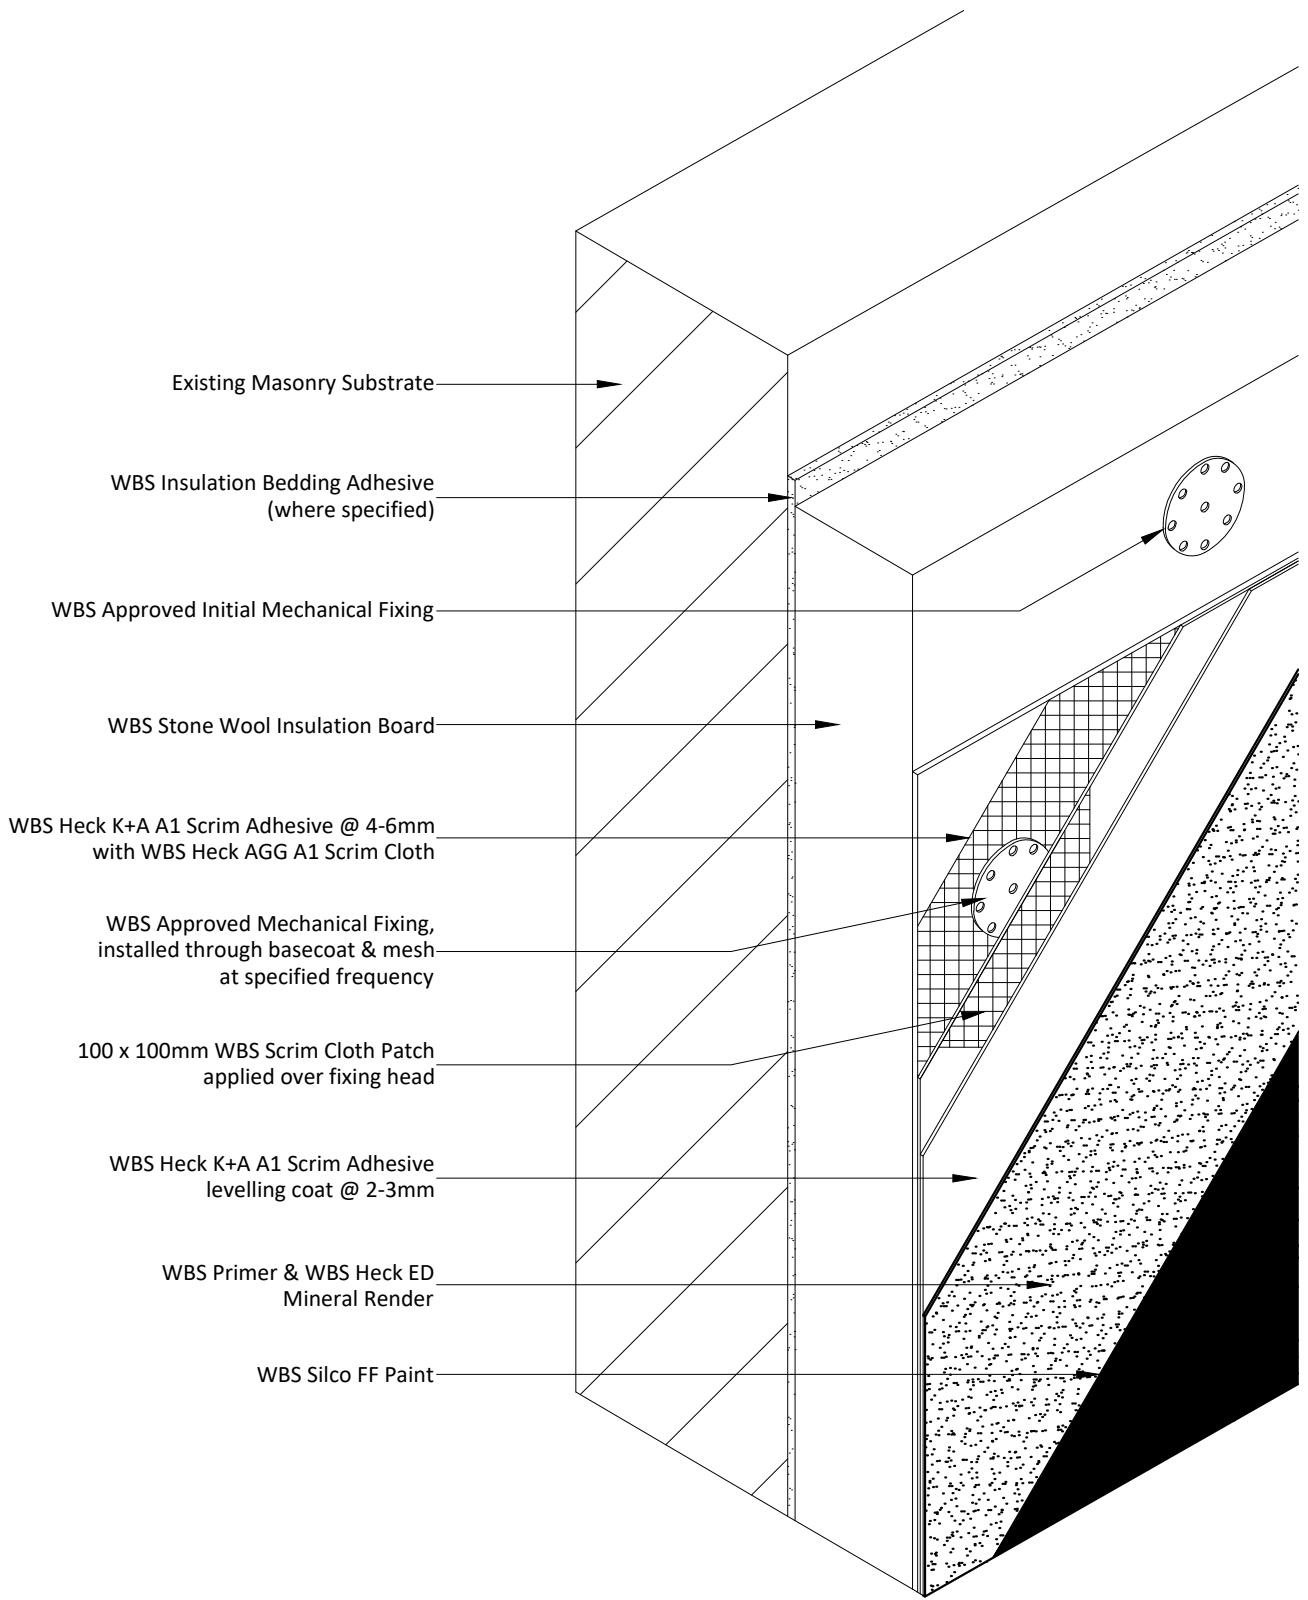 Existing Masonry Substrate
WBS Insulation Bedding Adhesive
(where specified)
WBS Approved Initial Mechanical Fixing
WBS Stone Wool Insulation Board
WBS Heck K+A A1 Scrim Adhesive @ 4-6mm
with WBS Heck AGG A1 Scrim Cloth
WBS Approved Mechanical Fixing,
installed through basecoat & mesh
at specified frequency
100 x 100mm WBS Scrim Cloth Patch
applied over fixing head
WBS Heck K+A A1 Scrim Adhesive
levelling coat @ 2-3mm
WBS Primer & WBS Heck ED
Mineral Render
WBS Silco FF Paint